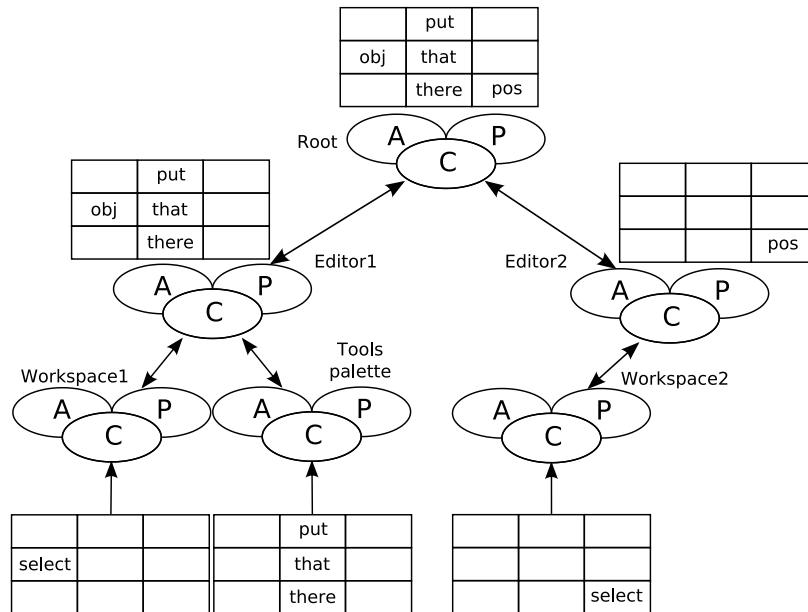 put
obj that
there pos
Root A P
C
put
obj that
there
pos
Editor1 Editor2
A P
C
A P
C
Tools
palette
Workspace1 Workspace2
A P
C
A P
C
A P
C
put
select that
there
select